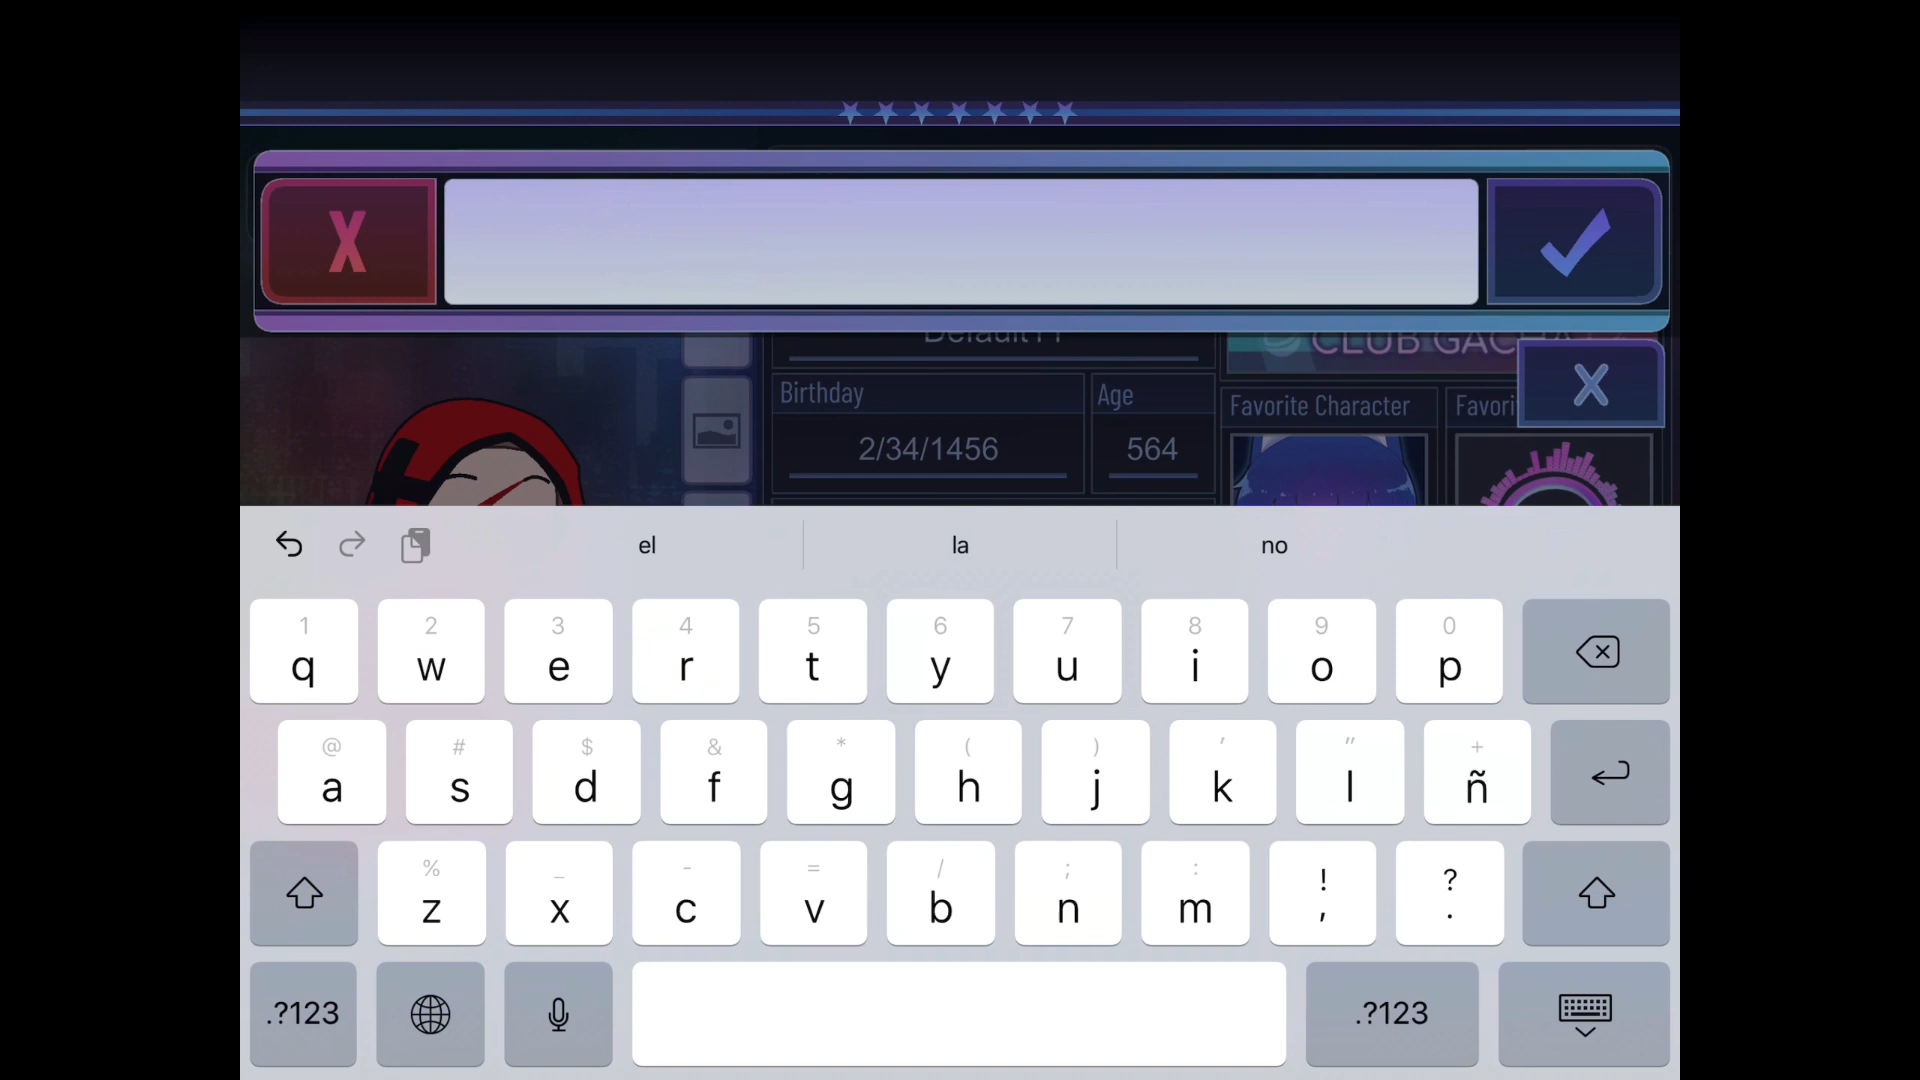 X
Birthday
Age
Favorite Character
X
2/34/1456
564
el
la
no
1 2 3 4 5 6 7 8 9 0
q w e r t y u i o p
@ # $ & * ( ) ' " +
a s d f g h j k l ñ
% _ - = / ; : ! ?
z x c v b n m , .
.?123
.?123